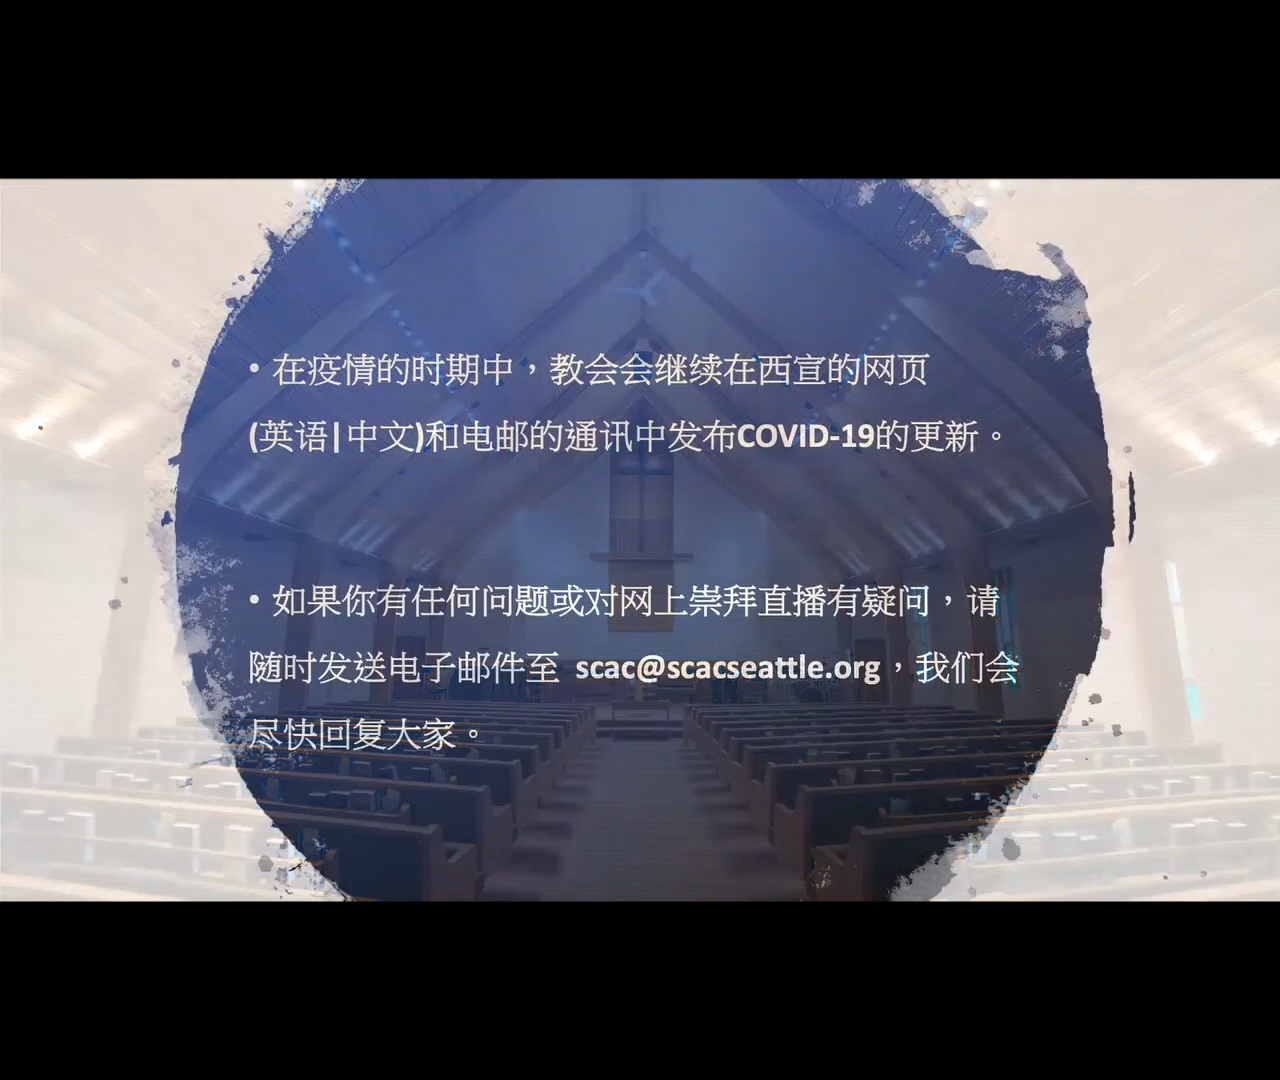 • 在疫情的时期中，教会会继续在西宣的网页
(英语|中文)和电邮的通讯中发布COVID-19的更新。
• 如果你有任何问题或对网上崇拜直播有疑问，请
随时发送电子邮件至 scac@scacseattle.org，我们会
尽快回复大家。